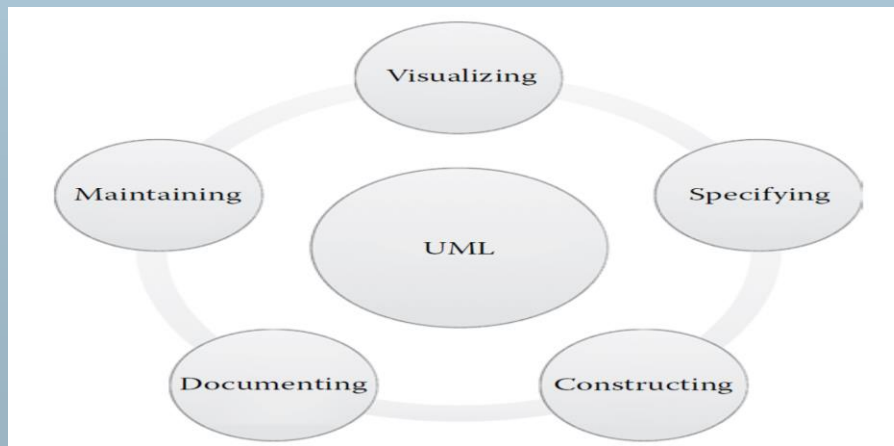 Visualizing
Maintaining
Specifying
UML
Documenting
Constructing